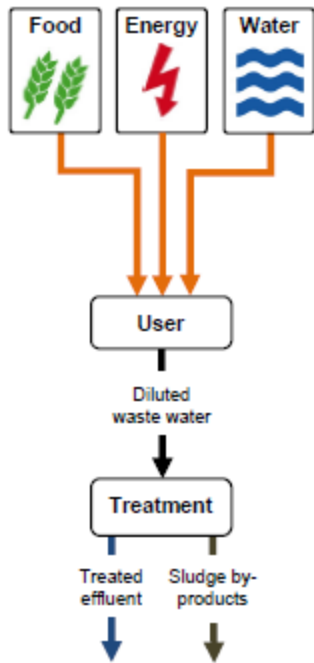 Food Energy Water
User
Diluted
waste water
Treatment
Treated
effluent
Sludge by-
products